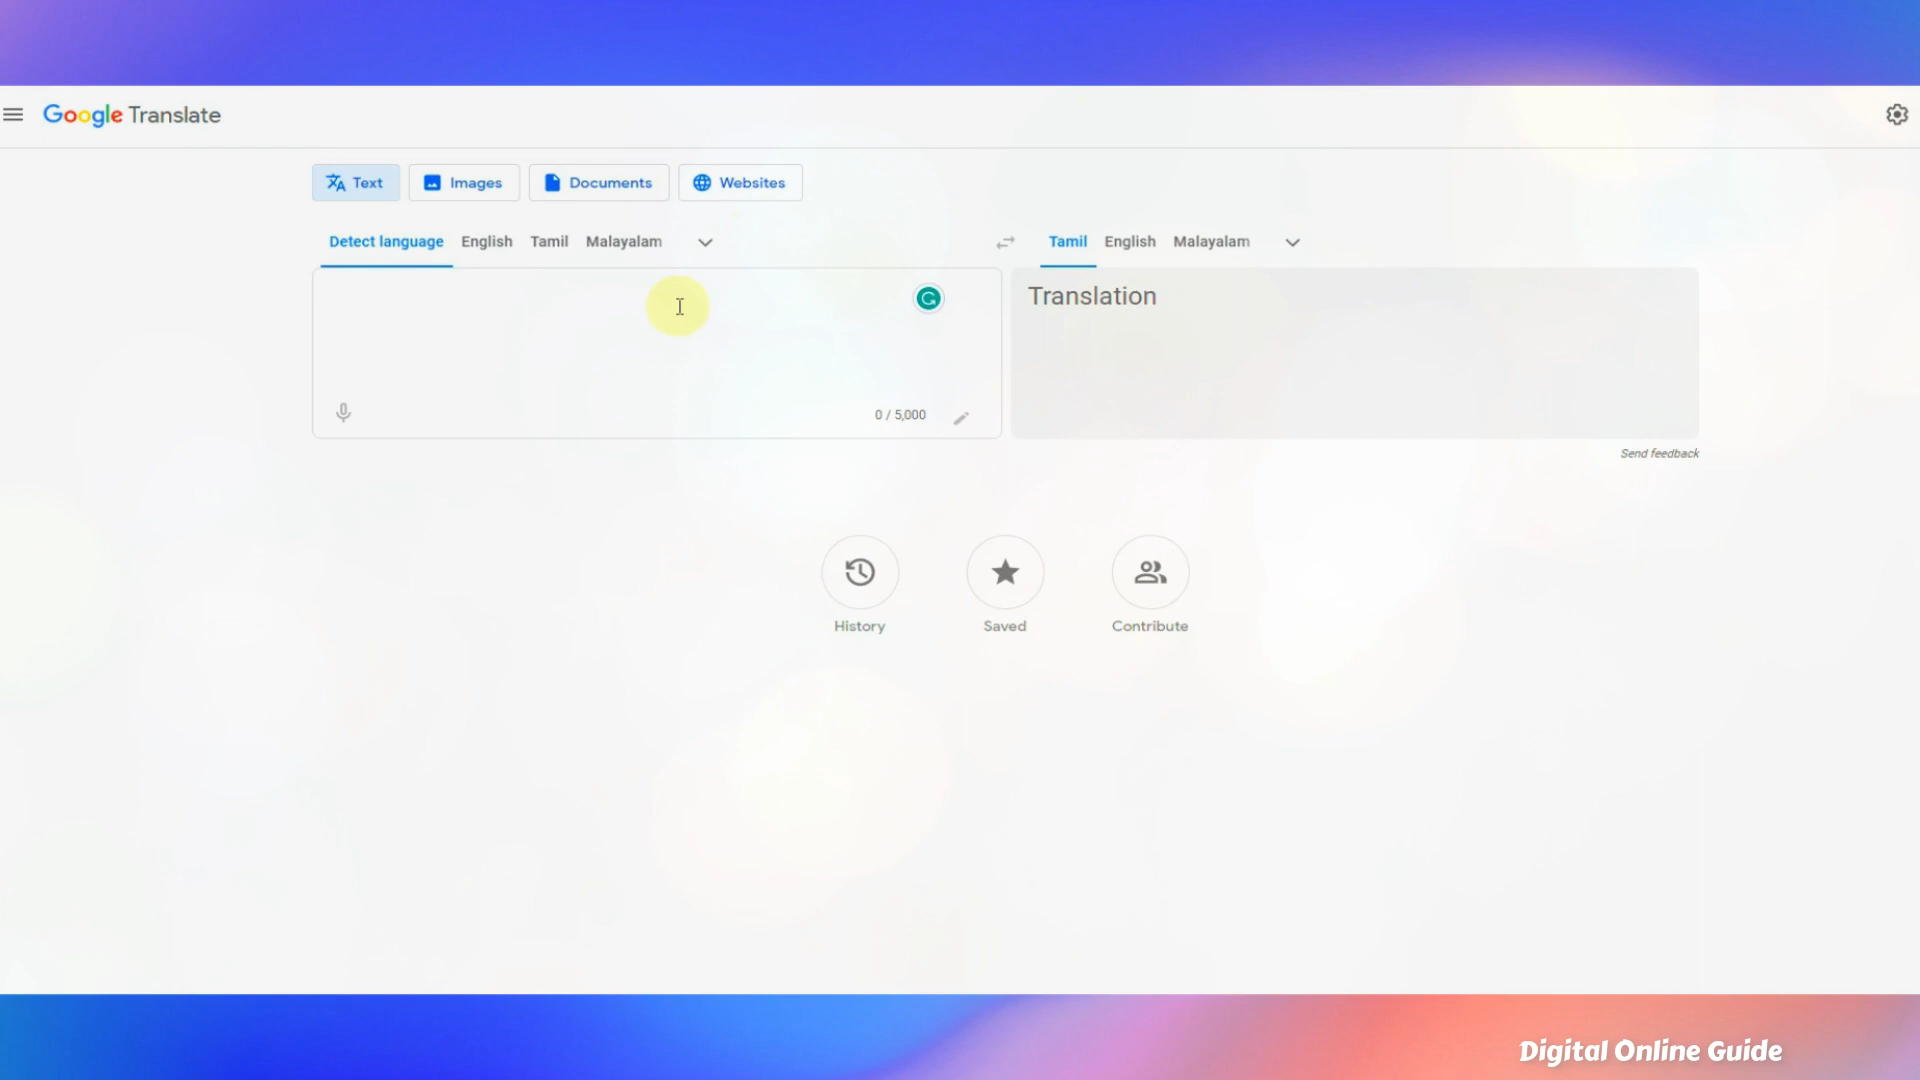 Google Translate
Text Images Documents Websites
Detect language English Tamil Malayalam
Tamil English Malayalam
Translation
0 / 5,000
Send feedback
History Saved Contribute
Digital Online Guide